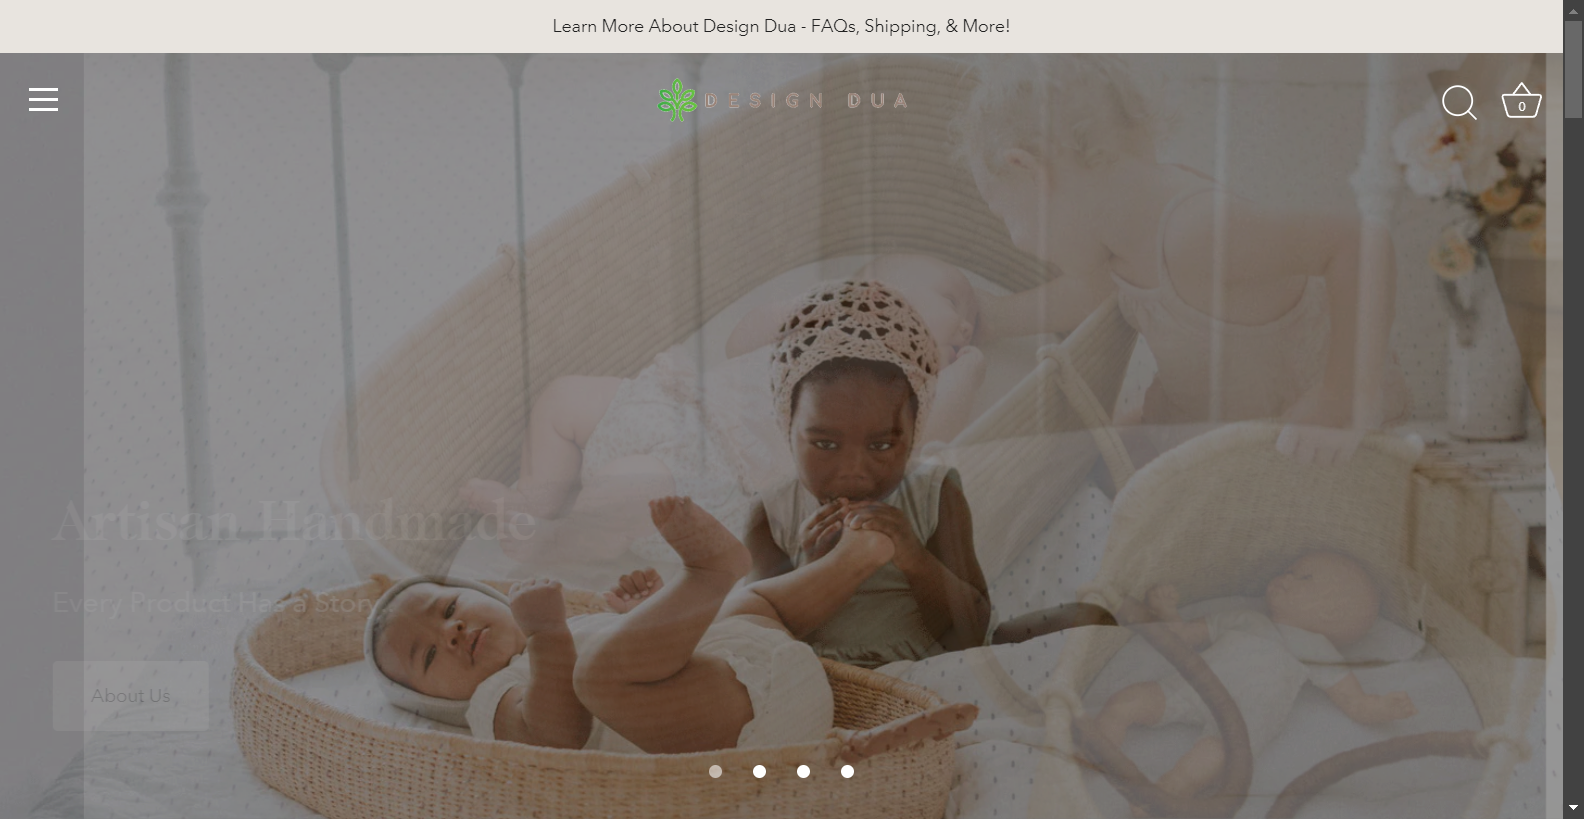 Learn More About Design Dua - FAQs, Shipping, & More!
DESIGN DUA
0
Artisan Handmade
Every Product Has a Story...
About Us